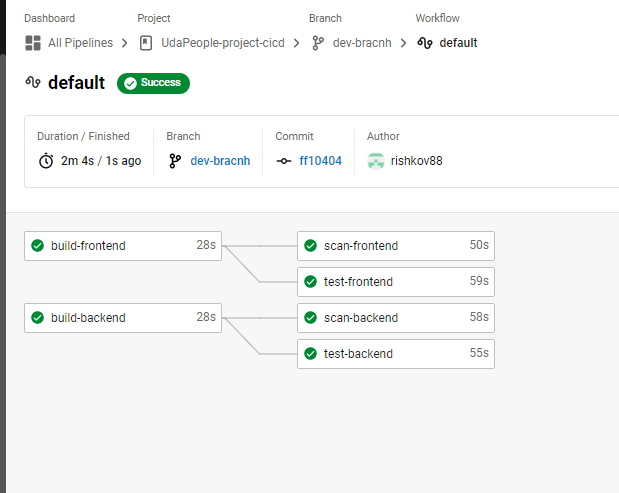 Dashboard Project Branch Workflow
All Pipelines UdaPeople-project-cicd dev-bracnh default
default Success
Duration / Finished Branch Commit Author
2m 4s / 1s ago dev-bracnh ff10404 rishkov88
build-frontend 28s scan-frontend 50s
test-frontend 59s
build-backend 28s scan-backend 58s
test-backend 55s